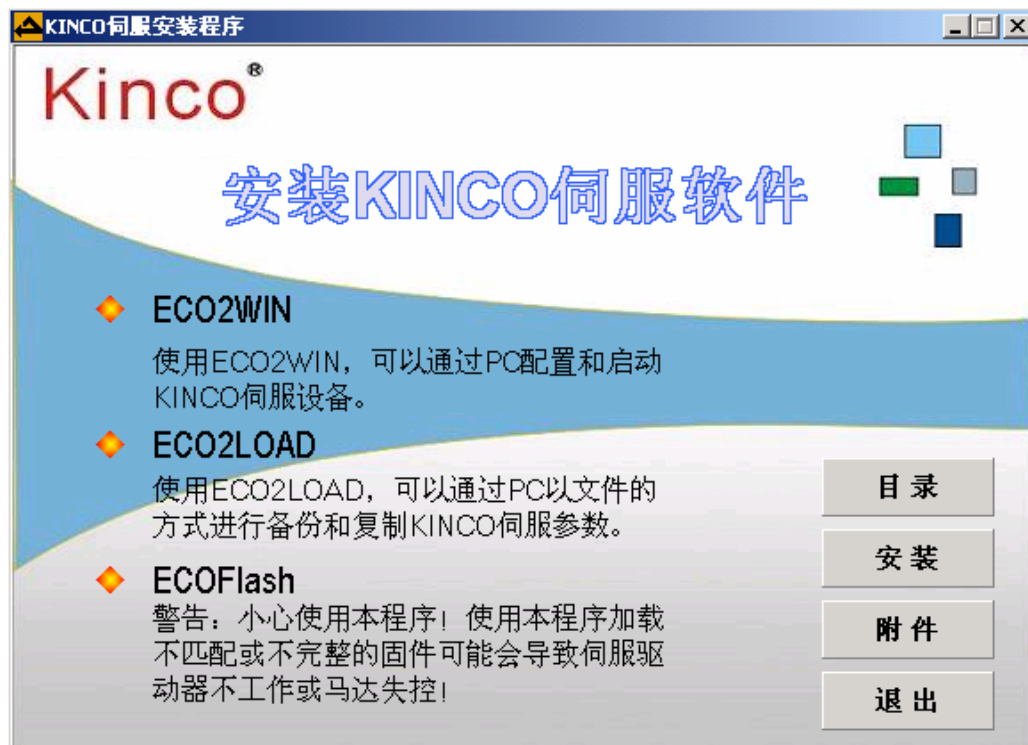 KINCO伺服安装程序
Kinco®
安装KINCO伺服软件
ECO2WIN
使用ECO2WIN，可以通过PC配置和启动
KINCO伺服设备。
ECO2LOAD
使用ECO2LOAD，可以通过PC以文件的
方式进行备份和复制KINCO伺服参数。
ECOFlash
警告：小心使用本程序！使用本程序加载
不匹配或不完整的固件可能会导致伺服驱
动器不工作或马达失控！
目录
安装
附件
退出